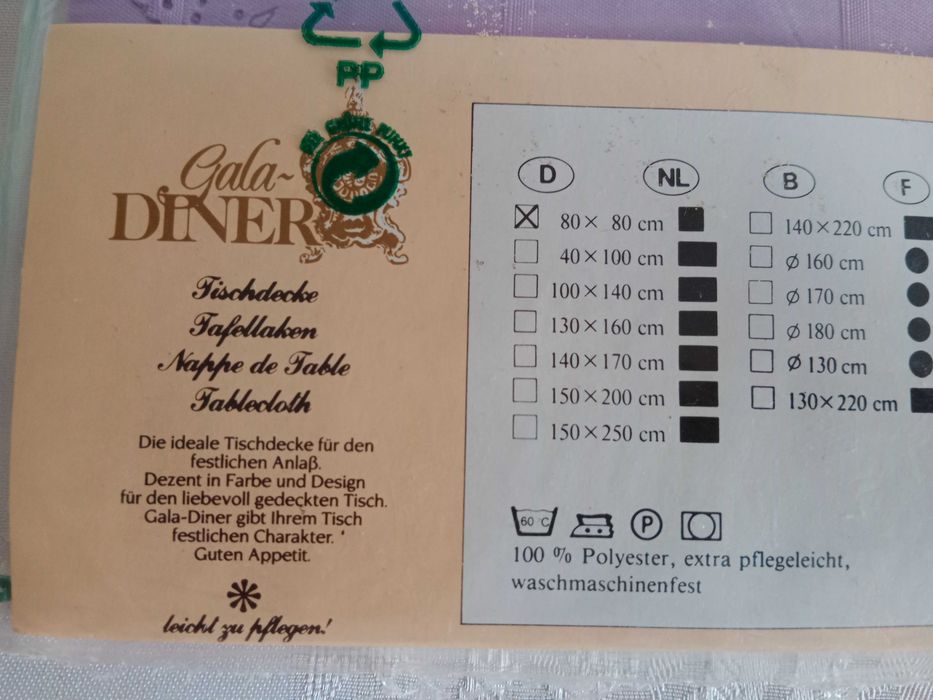 PP
DER GRÜNE PUNKT
Gala-
DINER
Tischdecke
Tafellaken
Nappe de Table
Tablecloth
Die ideale Tischdecke für den
festlichen Anlaß.
Dezent in Farbe und Design
für den liebevoll gedeckten Tisch.
Gala-Diner gibt Ihrem Tisch
festlichen Charakter.
Guten Appetit.
leicht zu pflegen!
D NL B F
80 × 80 cm
40 × 100 cm
100 × 140 cm
130 × 160 cm
140 × 170 cm
150 × 200 cm
150 × 250 cm
140 × 220 cm
ø 160 cm
ø 170 cm
ø 180 cm
ø 130 cm
130 × 220 cm
60 °C P
100 % Polyester, extra pflegeleicht,
waschmaschinenfest